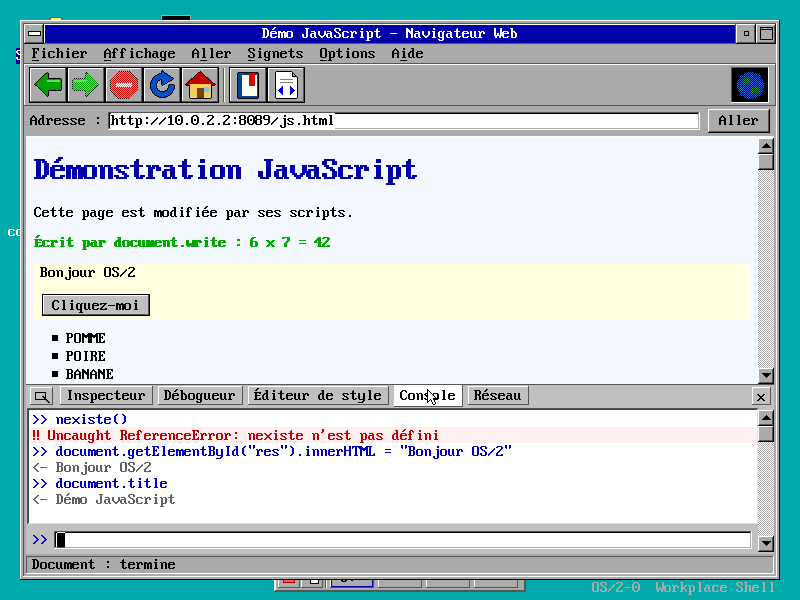 Démo JavaScript - Navigateur Web
Fichier Affichage Aller Signets Options Aide
Adresse : http://10.0.2.2:8089/js.html Aller
Démonstration JavaScript
Cette page est modifiée par ses scripts.
Écrit par document.write : 6 x 7 = 42
Bonjour OS/2
Cliquez-moi
POMME
POIRE
BANANE
Inspecteur Débogueur Éditeur de style Console Réseau
>> nexiste()
!! Uncaught ReferenceError: nexiste n'est pas défini
>> document.getElementById("res").innerHTML = "Bonjour OS/2"
<- Bonjour OS/2
>> document.title
<- Démo JavaScript
>>
Document : termine
OS/2-0 Workplace Shell